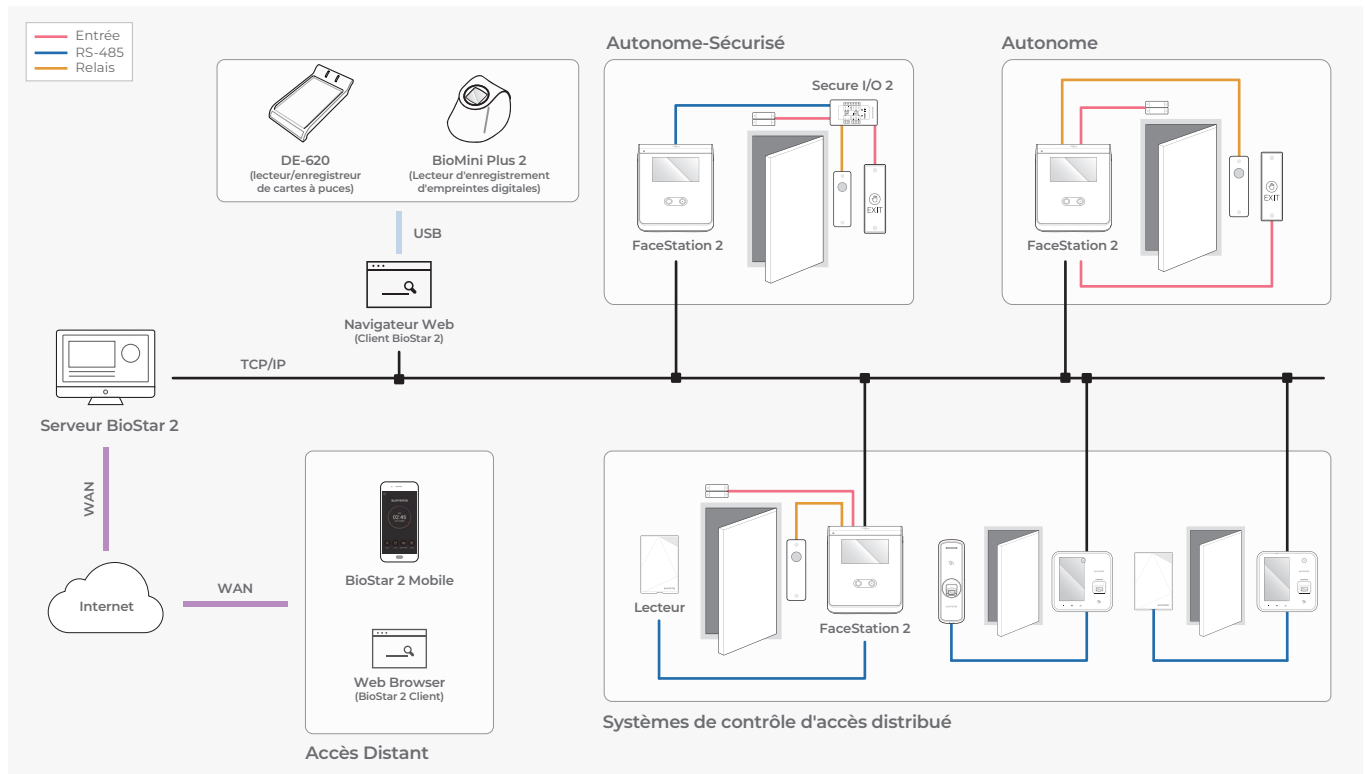 Entrée
RS-485
Relais
DE-620
(lecteur/enregistreur
de cartes à puces)
BioMini Plus 2
(Lecteur d'enregistrement
d'empreintes digitales)
USB
Navigateur Web
(Client BioStar 2)
TCP/IP
Serveur BioStar 2
WAN
Internet
WAN
BioStar 2 Mobile
02:45
Web Browser
(BioStar 2 Client)
Accès Distant
Autonome-Sécurisé
Secure I/O 2
EXIT
FaceStation 2
Autonome
EXIT
FaceStation 2
Lecteur
FaceStation 2
Systèmes de contrôle d'accès distribué